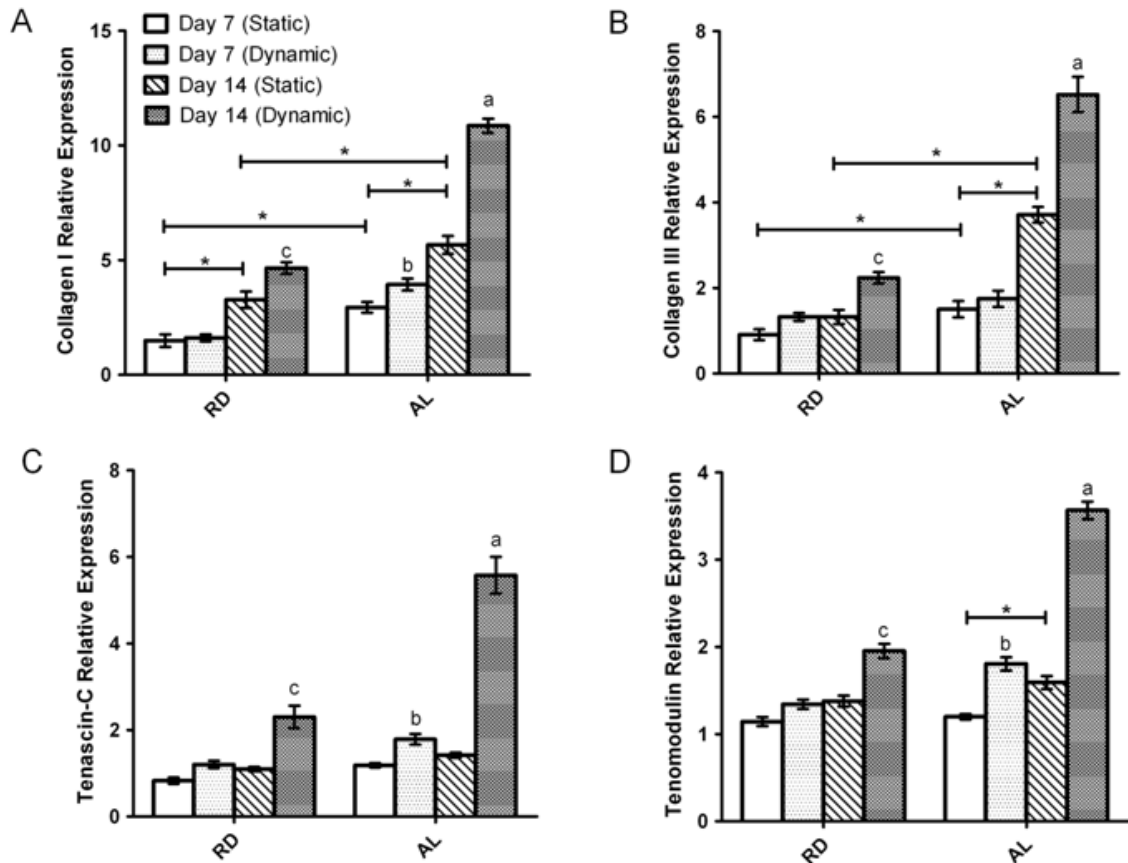 A
Collagen I Relative Expression
15
10
5
0
Day 7 (Static)
Day 7 (Dynamic)
Day 14 (Static)
Day 14 (Dynamic)
*
*
*
*
c
b
a
RD
AL
B
Collagen III Relative Expression
8
6
4
2
0
*
*
*
c
a
RD
AL
C
Tenascin-C Relative Expression
8
6
4
2
0
c
b
a
RD
AL
D
Tenomodulin Relative Expression
4
3
2
1
0
*
c
b
a
RD
AL